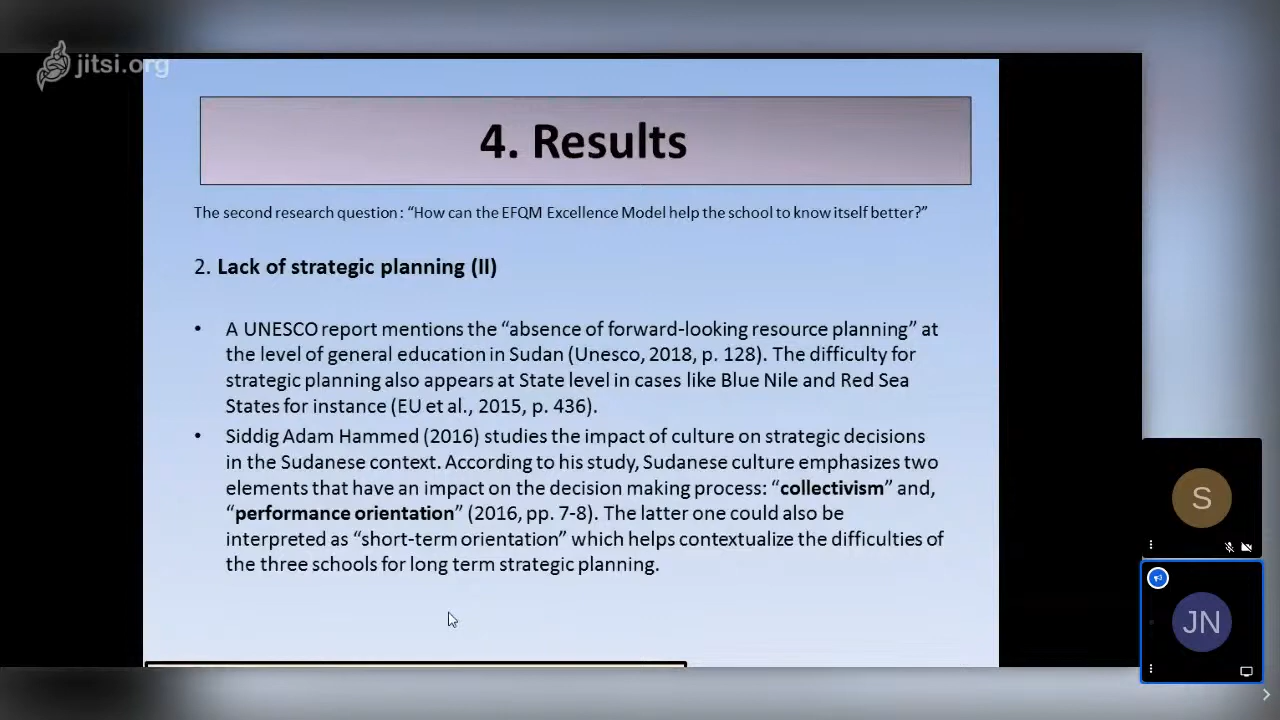 jitsi.org
4. Results
The second research question : “How can the EFQM Excellence Model help the school to know itself better?”
2. Lack of strategic planning (II)
• A UNESCO report mentions the “absence of forward-looking resource planning” at
the level of general education in Sudan (Unesco, 2018, p. 128). The difficulty for
strategic planning also appears at State level in cases like Blue Nile and Red Sea
States for instance (EU et al., 2015, p. 436).
• Siddig Adam Hammed (2016) studies the impact of culture on strategic decisions
in the Sudanese context. According to his study, Sudanese culture emphasizes two
elements that have an impact on the decision making process: “collectivism” and,
“performance orientation” (2016, pp. 7-8). The latter one could also be
interpreted as “short-term orientation” which helps contextualize the difficulties of
the three schools for long term strategic planning.
S
JN